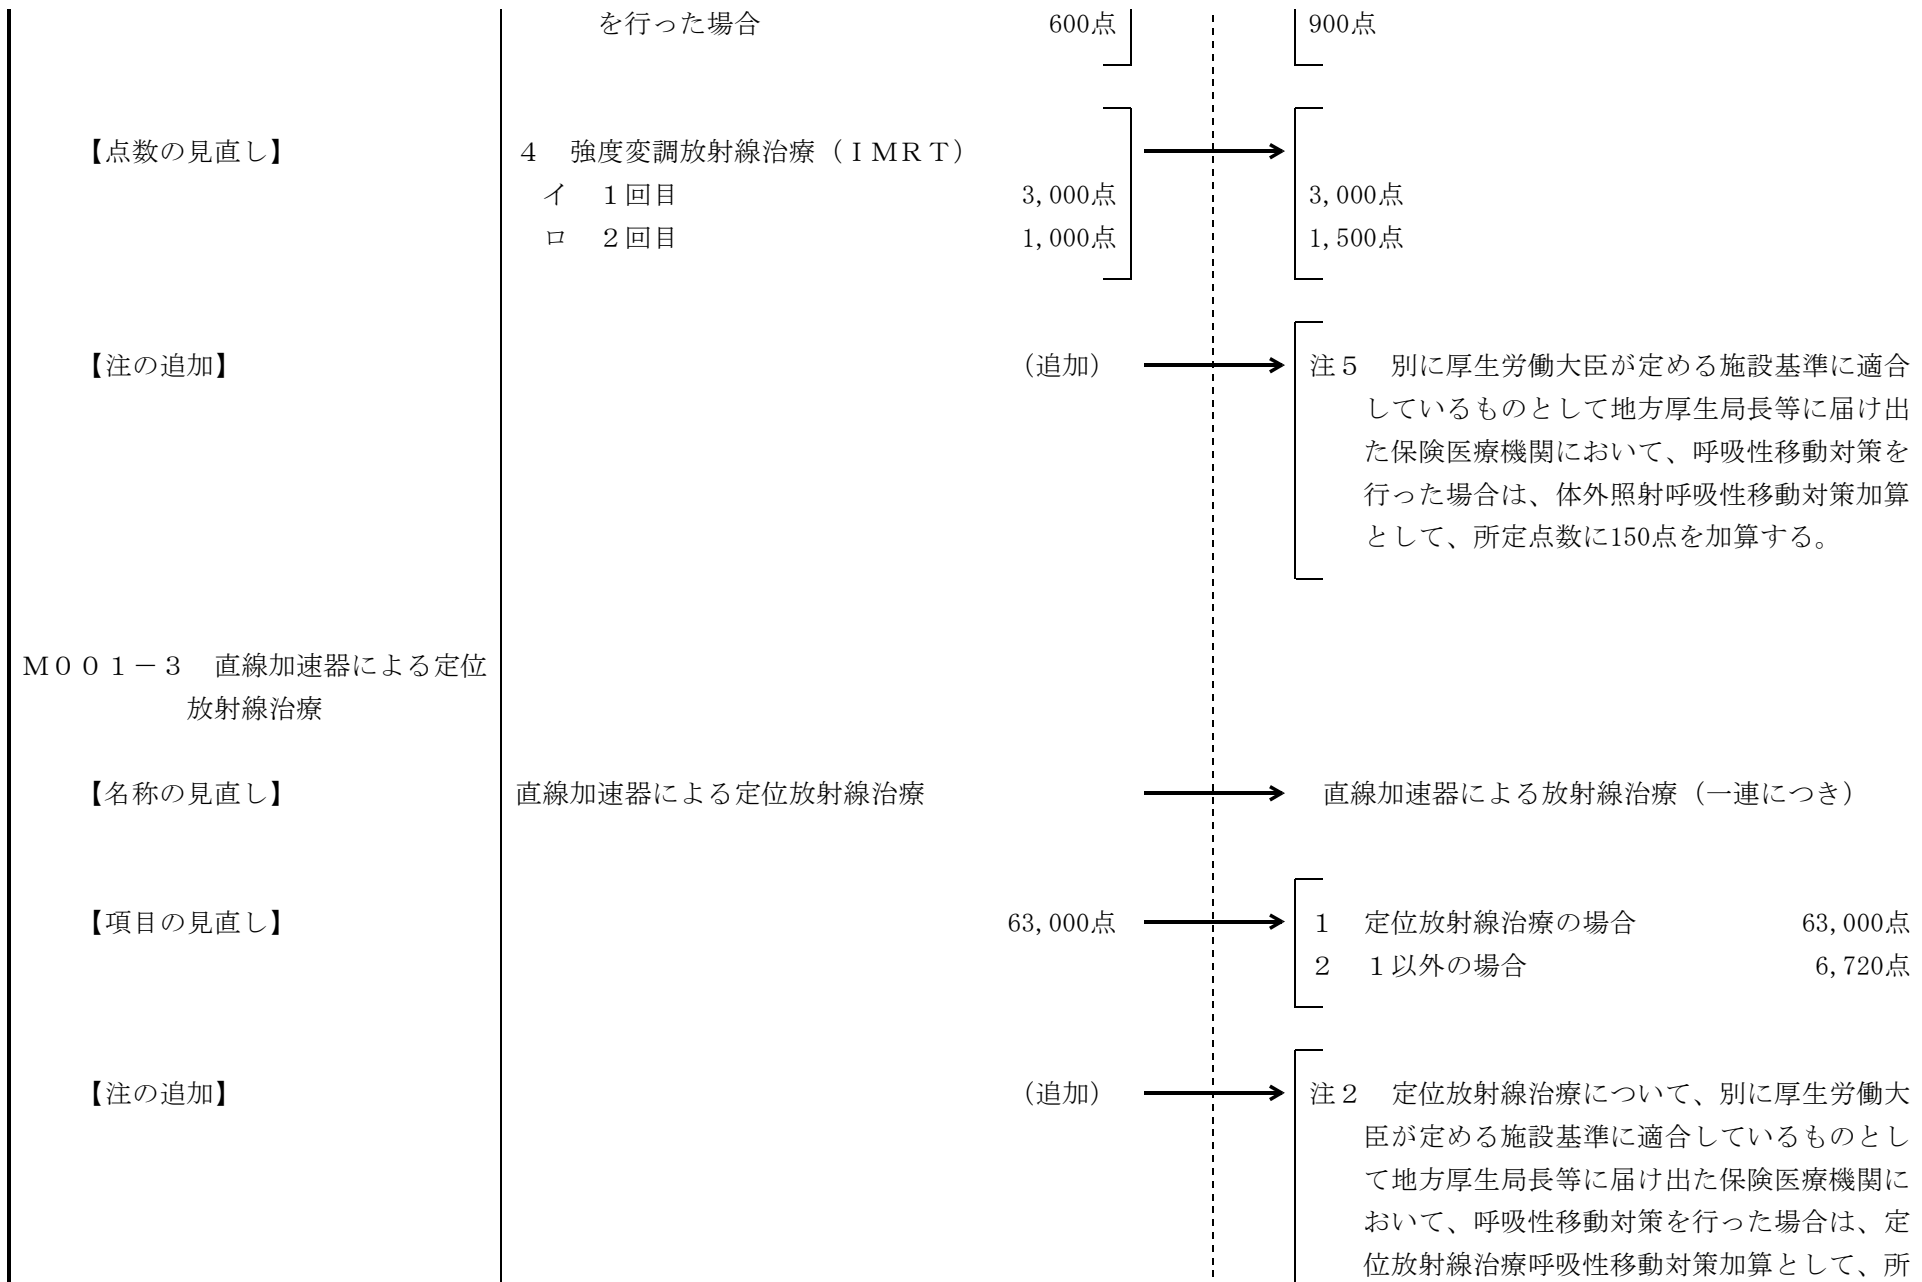 を行った場合 600点 900点
【点数の見直し】 4 強度変調放射線治療(IMRT)
イ 1回目 3,000点 3,000点
ロ 2回目 1,000点 1,500点
【注の追加】 (追加) 注5 別に厚生労働大臣が定める施設基準に適合
しているものとして地方厚生局長等に届け出
た保険医療機関において、呼吸性移動対策を
行った場合は、体外照射呼吸性移動対策加算
として、所定点数に150点を加算する。
M001-3 直線加速器による定位
放射線治療
【名称の見直し】 直線加速器による定位放射線治療 直線加速器による放射線治療(一連につき)
【項目の見直し】 63,000点 1 定位放射線治療の場合 63,000点
2 1以外の場合 6,720点
【注の追加】 (追加) 注2 定位放射線治療について、別に厚生労働大
臣が定める施設基準に適合しているものとし
て地方厚生局長等に届け出た保険医療機関に
おいて、呼吸性移動対策を行った場合は、定
位放射線治療呼吸性移動対策加算として、所